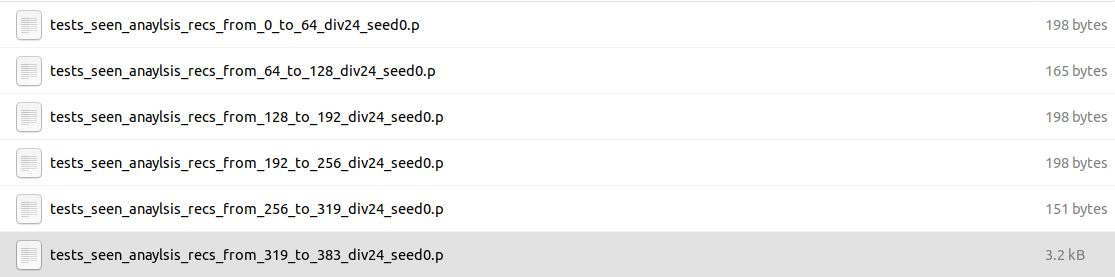 tests_seen_anaylsis_recs_from_0_to_64_div24_seed0.p 198 bytes
tests_seen_anaylsis_recs_from_64_to_128_div24_seed0.p 165 bytes
tests_seen_anaylsis_recs_from_128_to_192_div24_seed0.p 198 bytes
tests_seen_anaylsis_recs_from_192_to_256_div24_seed0.p 198 bytes
tests_seen_anaylsis_recs_from_256_to_319_div24_seed0.p 151 bytes
tests_seen_anaylsis_recs_from_319_to_383_div24_seed0.p 3.2 kB